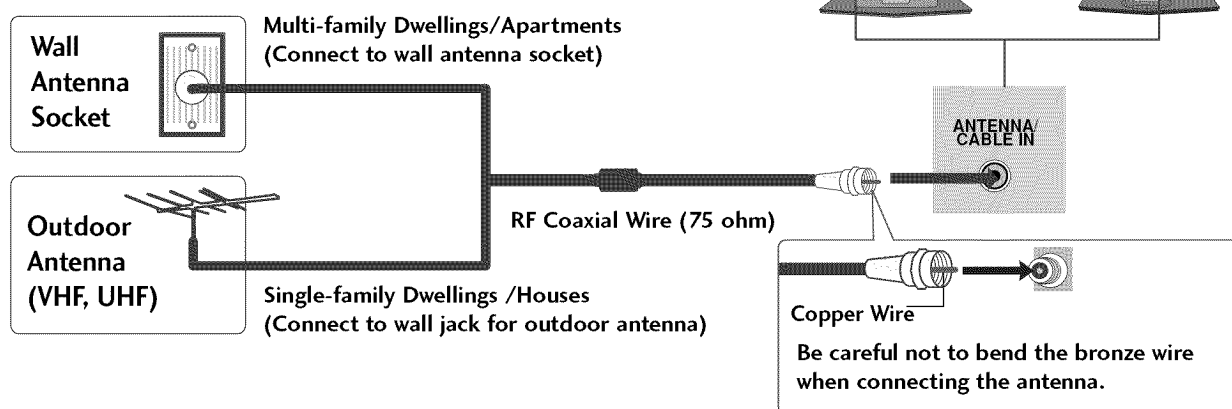 Multi-family Dwellings/Apartments
(Connect to wall antenna socket)
Wall
Antenna
Socket
ANTENNA/
CABLE IN
RF Coaxial Wire (75 ohm)
Outdoor
Antenna
(VHF, UHF)
Single-family Dwellings /Houses
(Connect to wall jack for outdoor antenna)
Copper Wire
Be careful not to bend the bronze wire
when connecting the antenna.